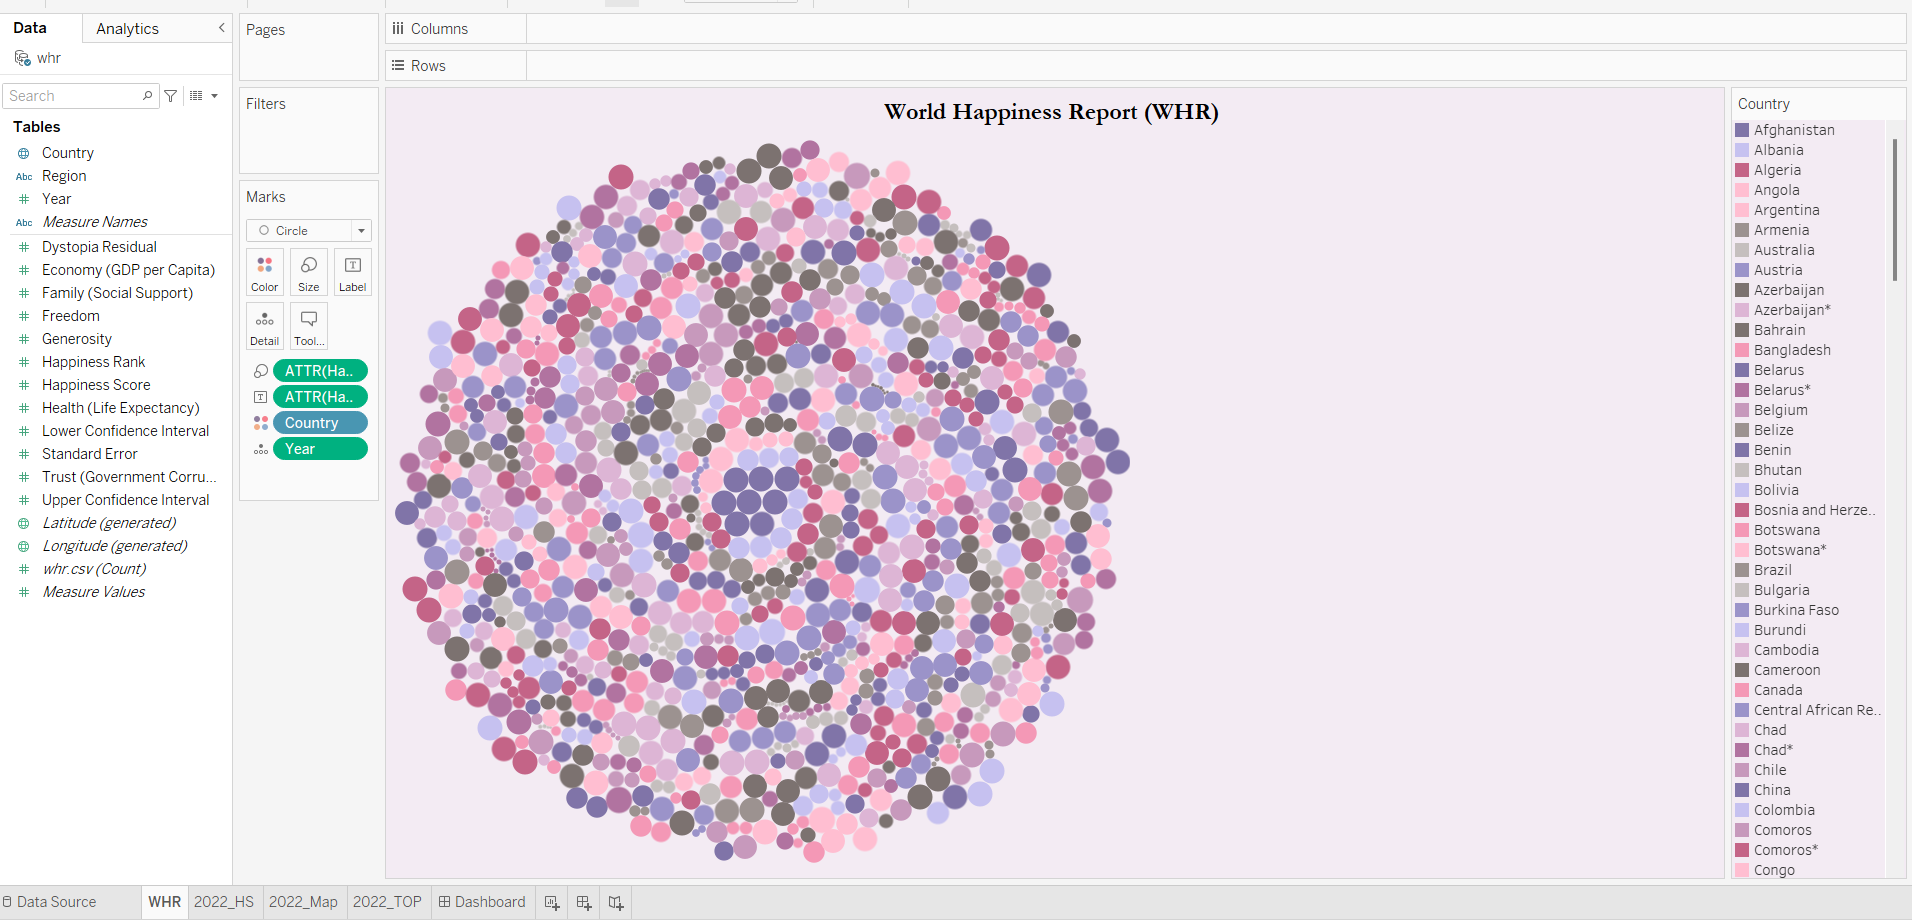 Data
Analytics
whr
Search
Tables
Country
Abc Region
Year
Abc Measure Names
Dystopia Residual
Economy (GDP per Capita)
Family (Social Support)
Freedom
Generosity
Happiness Rank
Happiness Score
Health (Life Expectancy)
Lower Confidence Interval
Standard Error
Trust (Government Corru...
Upper Confidence Interval
Latitude (generated)
Longitude (generated)
whr.csv (Count)
Measure Values
Pages
Filters
Marks
Circle
Color
Size
T
Label
Detail
Tool...
ATTR(Ha..
T ATTR(Ha..
Country
Year
Columns
Rows
World Happiness Report (WHR)
Country
Afghanistan
Albania
Algeria
Angola
Argentina
Armenia
Australia
Austria
Azerbaijan
Azerbaijan*
Bahrain
Bangladesh
Belarus
Belarus*
Belgium
Belize
Benin
Bhutan
Bolivia
Bosnia and Herze..
Botswana
Botswana*
Brazil
Bulgaria
Burkina Faso
Burundi
Cambodia
Cameroon
Canada
Central African Re..
Chad
Chad*
Chile
China
Colombia
Comoros
Comoros*
Congo
Data Source
WHR
2022_HS
2022_Map
2022_TOP
Dashboard